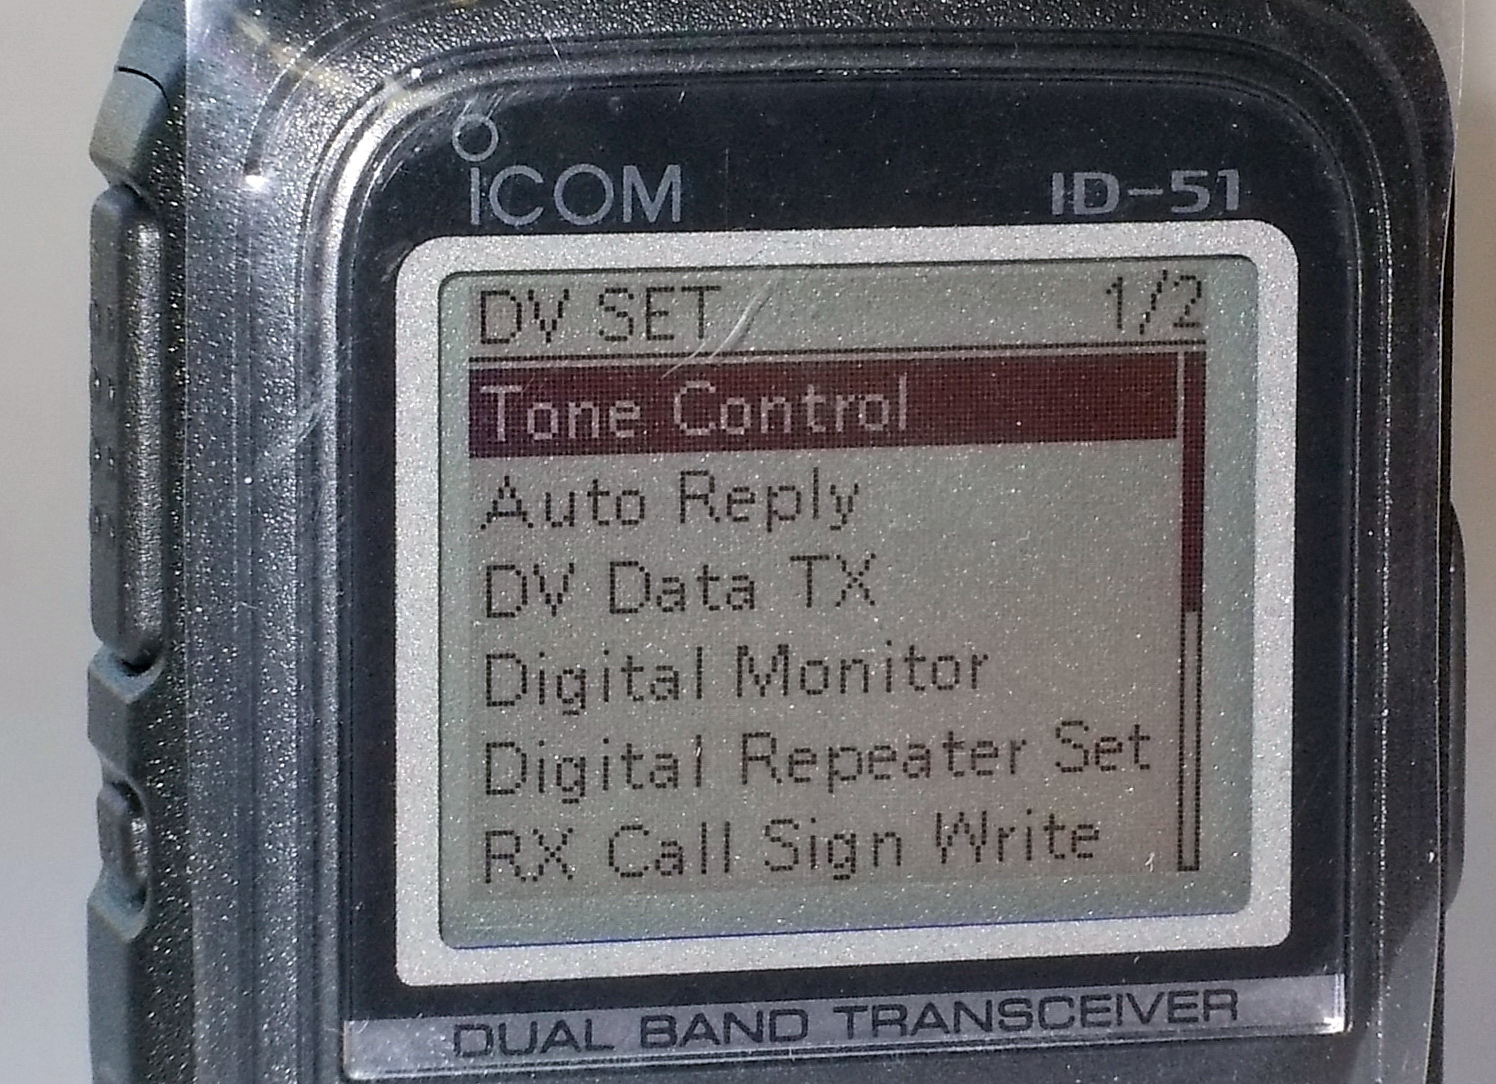 iCOM ID-51
DV SET 1/2
Tone Control
Auto Reply
DV Data TX
Digital Monitor
Digital Repeater Set
RX Call Sign Write
DUAL BAND TRANSCEIVER